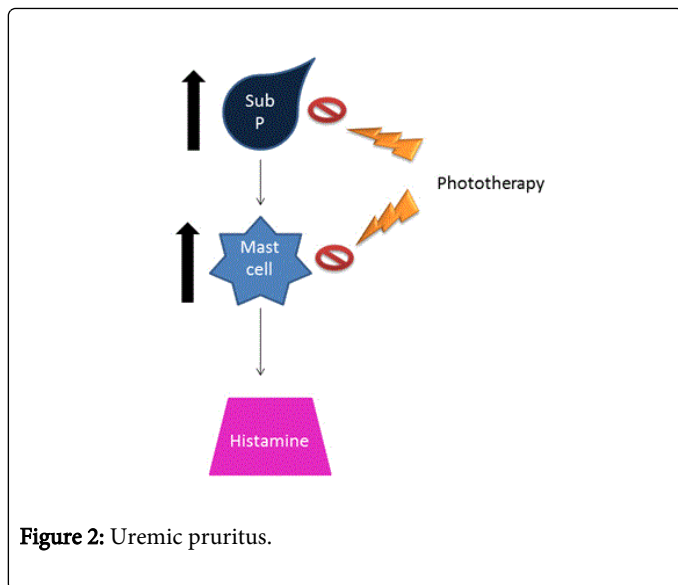 Sub
P
Phototherapy
Mast
cell
Histamine
Figure 2: Uremic pruritus.